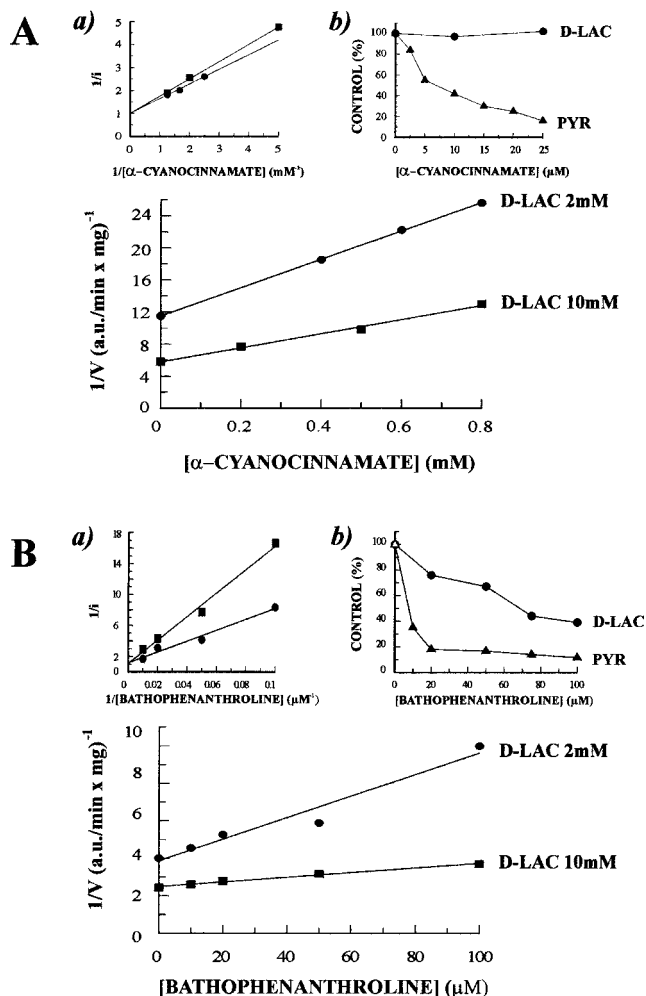 A
a)
1/i
5
4
3
2
1
0
0 1 2 3 4 5
1/[α–CYANOCINNAMATE] (mM⁻¹)
b)
CONTROL (%)
100
80
60
40
20
0
0 5 10 15 20 25
[α–CYANOCINNAMATE] (µM)
D-LAC
PYR
1/V (a.u./min x mg)⁻¹
24
20
16
12
8
4
0
0 0.2 0.4 0.6 0.8
[α–CYANOCINNAMATE] (mM)
D-LAC 2mM
D-LAC 10mM
B
a)
1/i
18
14
10
8
6
4
2
0
0 0.02 0.04 0.06 0.08 0.1
1/[BATHOPHENANTHROLINE] (µM⁻¹)
b)
CONTROL (%)
100
80
60
40
20
0
0 20 40 60 80 100
[BATHOPHENANTHROLINE] (µM)
D-LAC
PYR
1/V (a.u./min x mg)⁻¹
10
8
6
4
2
0
0 20 40 60 80 100
[BATHOPHENANTHROLINE] (µM)
D-LAC 2mM
D-LAC 10mM